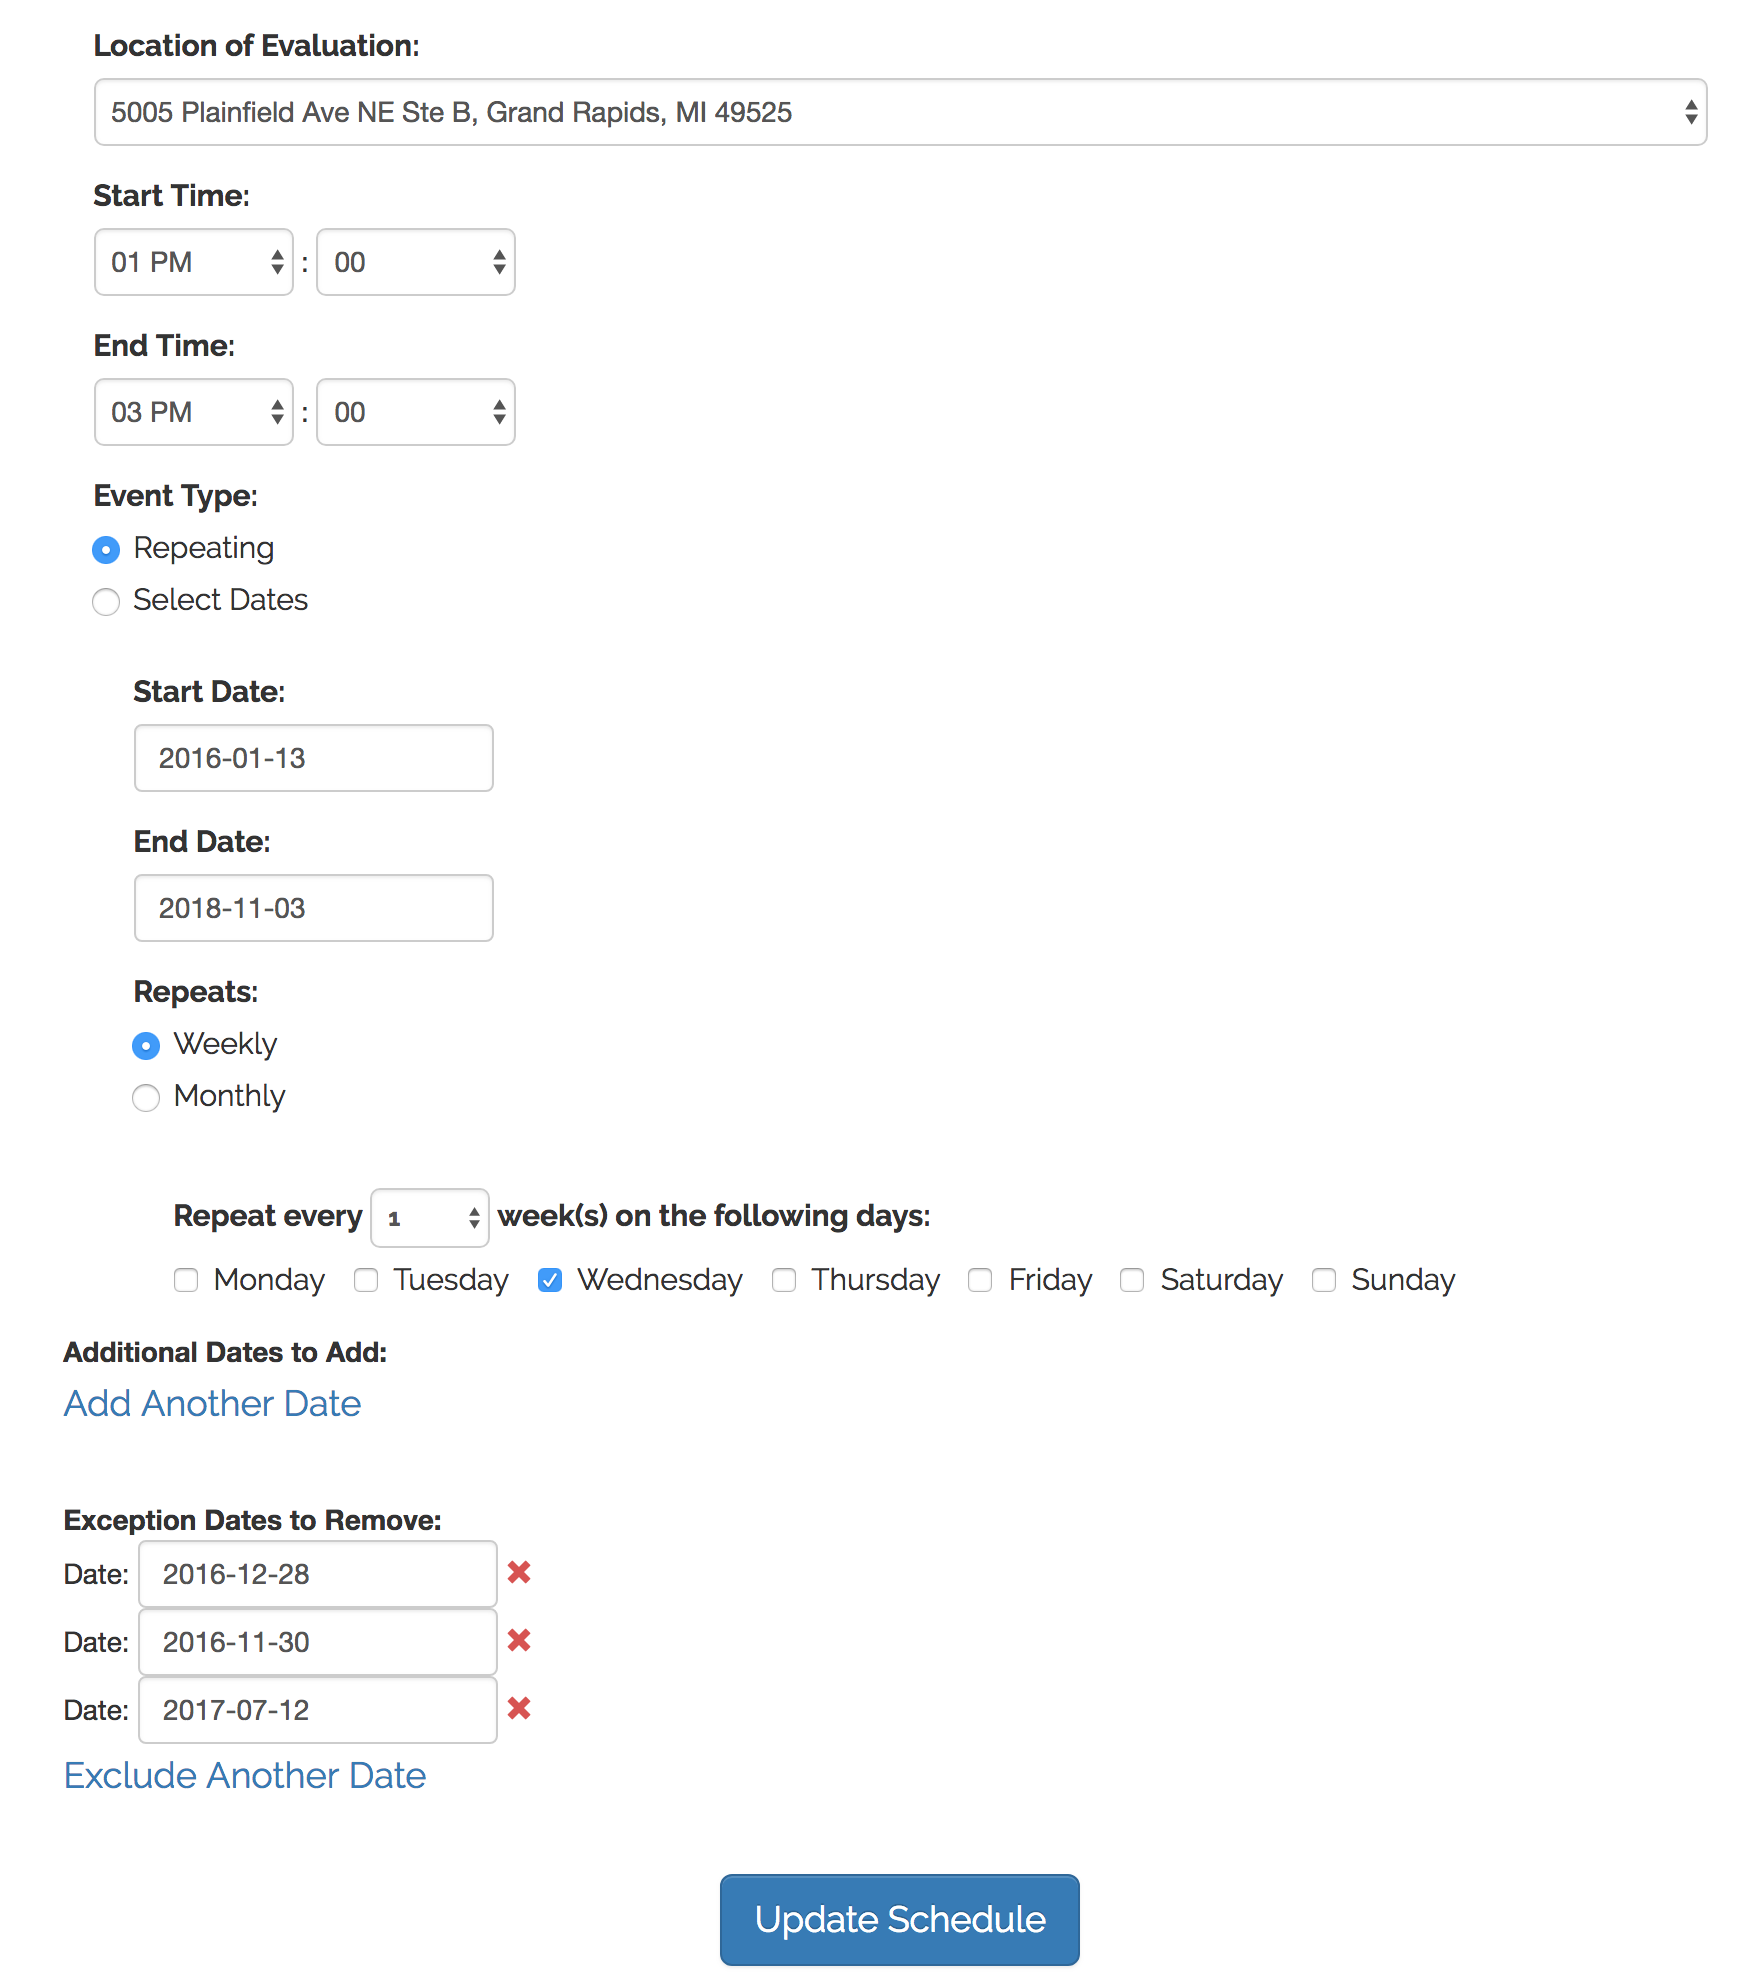 Location of Evaluation:
5005 Plainfield Ave NE Ste B, Grand Rapids, MI 49525
Start Time:
01 PM : 00
End Time:
03 PM : 00
Event Type:
Repeating
Select Dates
Start Date:
2016-01-13
End Date:
2018-11-03
Repeats:
Weekly
Monthly
Repeat every 1 week(s) on the following days:
Monday Tuesday Wednesday Thursday Friday Saturday Sunday
Additional Dates to Add:
Add Another Date
Exception Dates to Remove:
Date: 2016-12-28
Date: 2016-11-30
Date: 2017-07-12
Exclude Another Date
Update Schedule